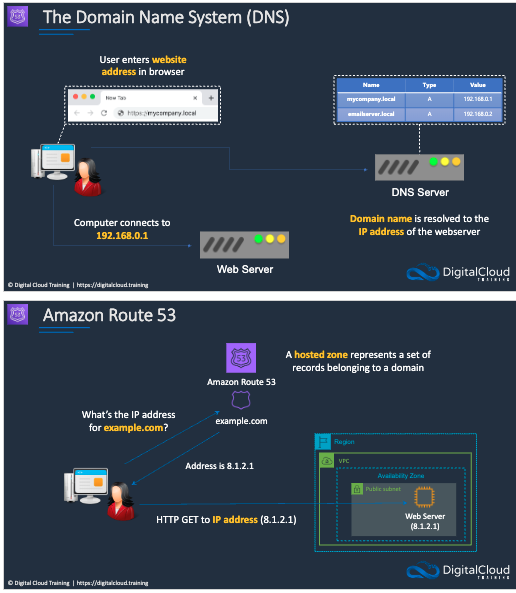 The Domain Name System (DNS)
User enters website
address in browser
New Tab
https://mycompany.local
Name Type Value
mycompany.local A 192.168.0.1
emailserver.local A 192.168.0.2
DNS Server
Computer connects to
192.168.0.1
Web Server
Domain name is resolved to the
IP address of the webserver
© Digital Cloud Training | https://digitalcloud.training
DigitalCloud
TRAINING
53
Amazon Route 53
53
Amazon Route 53
A hosted zone represents a set of
records belonging to a domain
example.com
What's the IP address
for example.com?
Address is 8.1.2.1
HTTP GET to IP address (8.1.2.1)
Region
VPC
Availability Zone
Public subnet
Web Server
(8.1.2.1)
© Digital Cloud Training | https://digitalcloud.training
DigitalCloud
TRAINING